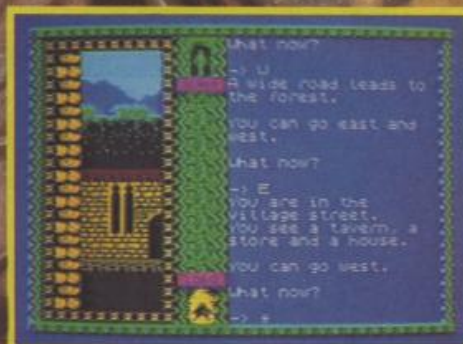 What now?
-> W
A wide road leads to
the forest.
You can go east and
west.
What now?
-> E
You are in the
village street.
You see a tavern, a
store and a house.
You can go west.
What now?
-> *